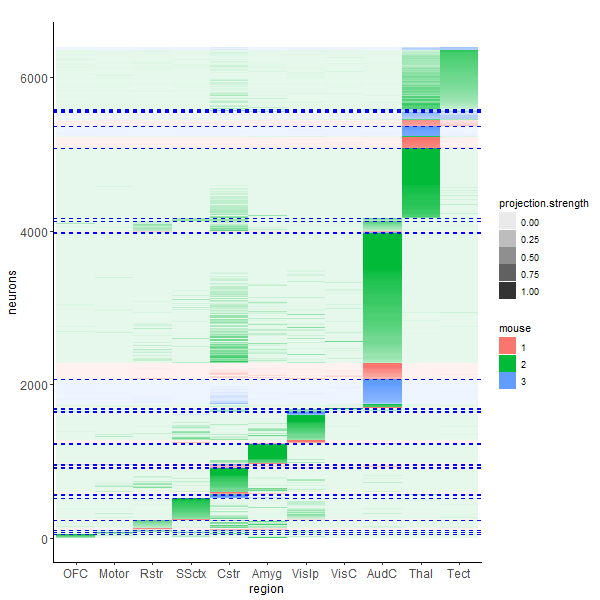 neurons
6000
4000
2000
0
OFC Motor Rstr SSctx Cstr Amyg VisIp VisC AudC Thal Tect
region
projection.strength
0.00
0.25
0.50
0.75
1.00
mouse
1
2
3